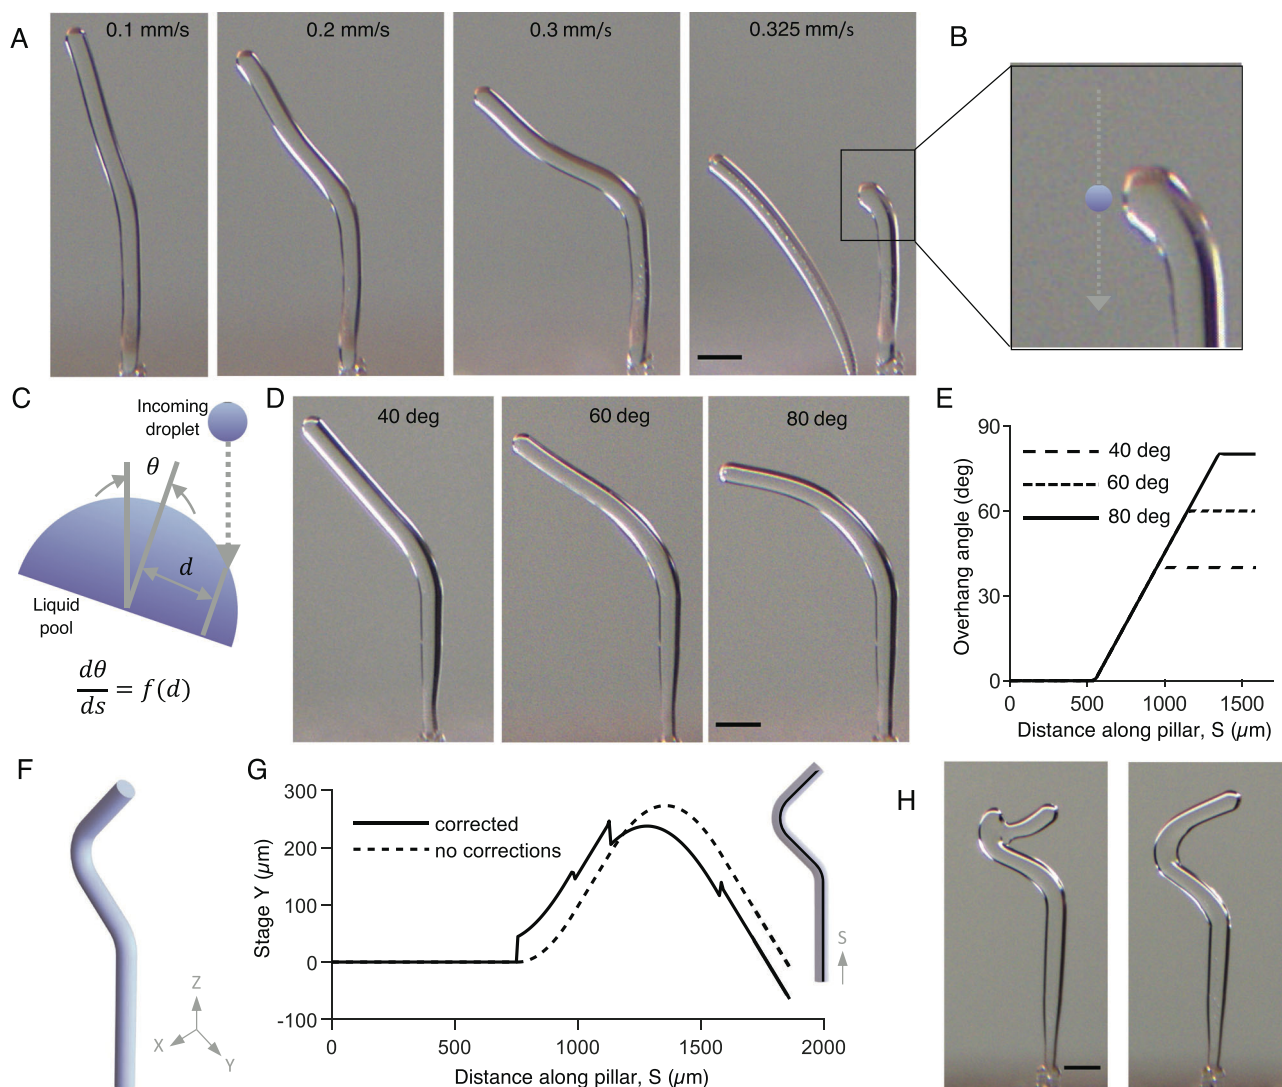 A
0.1 mm/s
0.2 mm/s
0.3 mm/s
0.325 mm/s
B
C
Incoming
droplet
θ
d
Liquid
pool
dθ
ds
= f(d)
D
40 deg
60 deg
80 deg
E
90
60
30
0
Overhang angle (deg)
40 deg
60 deg
80 deg
0
500
1000
1500
Distance along pillar, S (µm)
F
Z
X
Y
G
300
200
100
0
-100
Stage Y (µm)
corrected
no corrections
S
0
500
1000
1500
2000
Distance along pillar, S (µm)
H